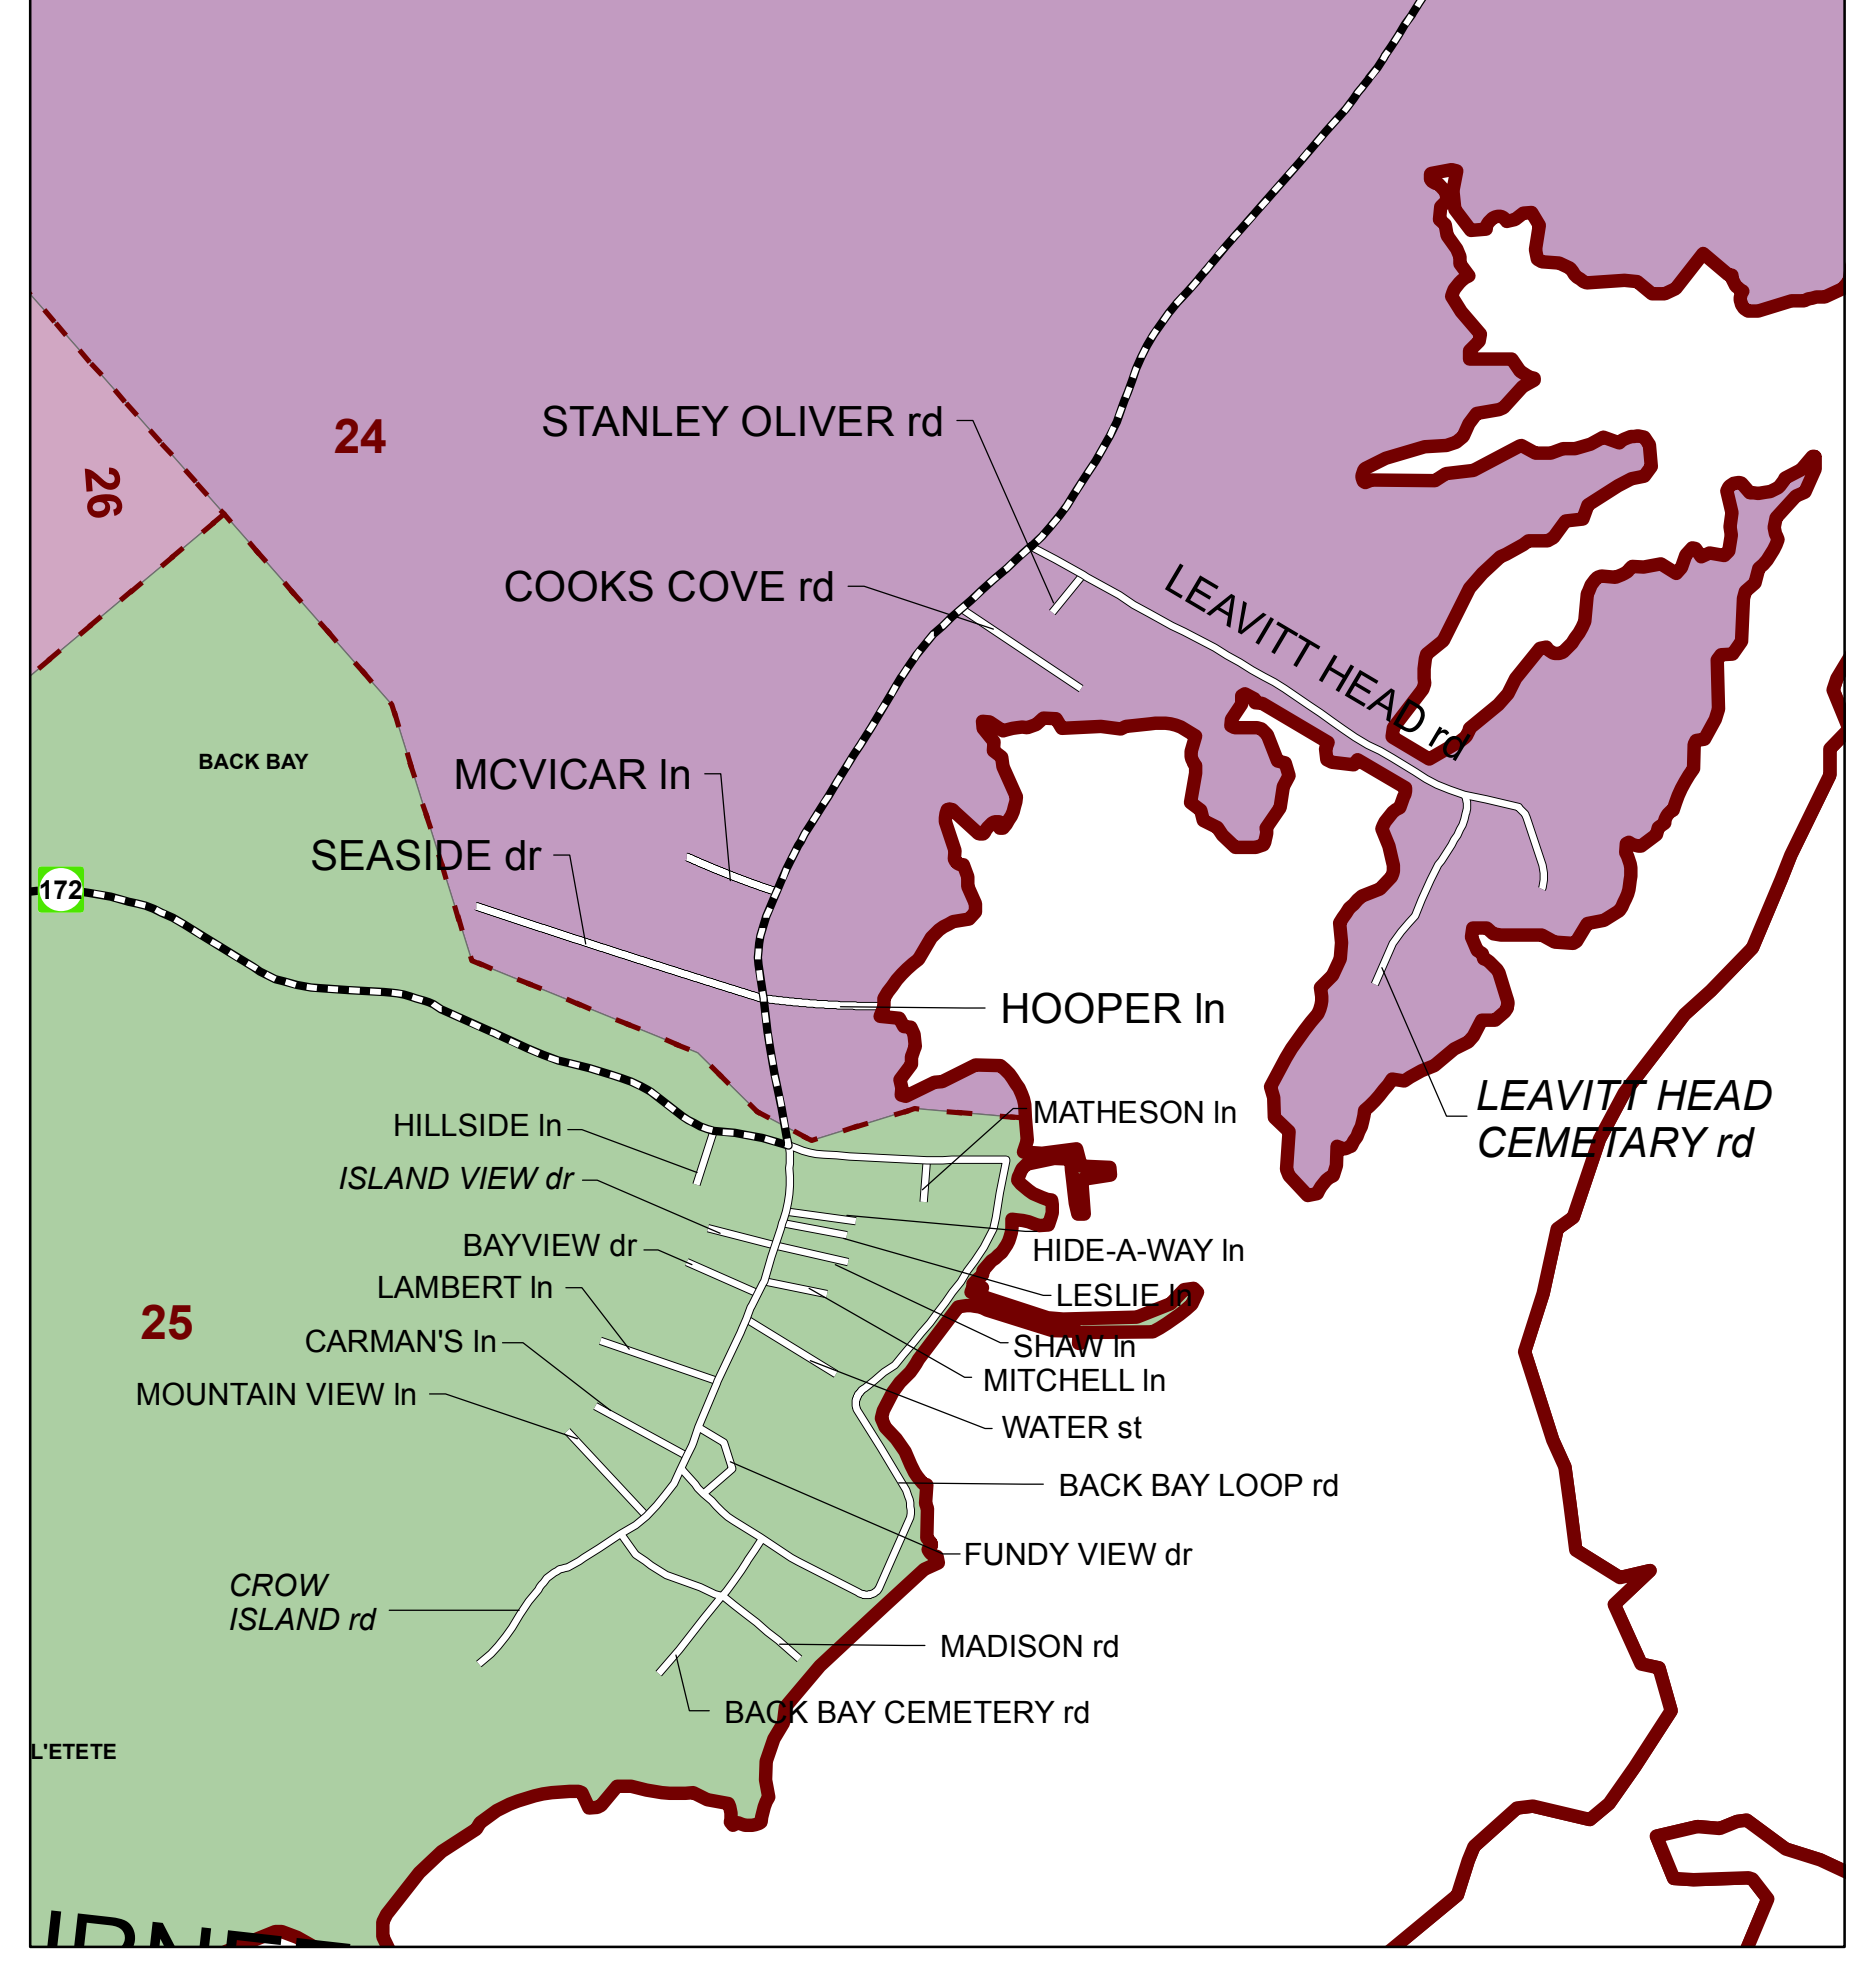 24
STANLEY OLIVER rd
26
COOKS COVE rd
LEAVITT HEAD rd
BACK BAY
MCVICAR ln
SEASIDE dr
172
HOOPER ln
LEAVITT HEAD
CEMETARY rd
MATHESON ln
HILLSIDE ln
ISLAND VIEW dr
BAYVIEW dr
HIDE-A-WAY ln
LAMBERT ln
LESLIE ln
25
CARMAN'S ln
SHAW ln
MITCHELL ln
MOUNTAIN VIEW ln
WATER st
BACK BAY LOOP rd
FUNDY VIEW dr
CROW
ISLAND rd
MADISON rd
BACK BAY CEMETERY rd
L'ETETE